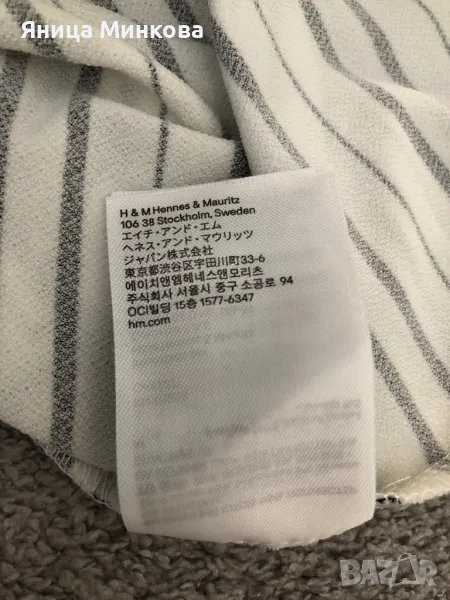 Яница Минкова
H & M Hennes & Mauritz
106 38 Stockholm, Sweden
エイチ・アンド・エム
ヘネス・アンド・マウリッツ
ジャパン株式会社
東京都渋谷区宇田川町33-6
에이치앤엠헤네스앤모리츠
주식회사 서울시 중구 소공로 94
OCI빌딩 15층 1577-6347
hm.com
BAZAR